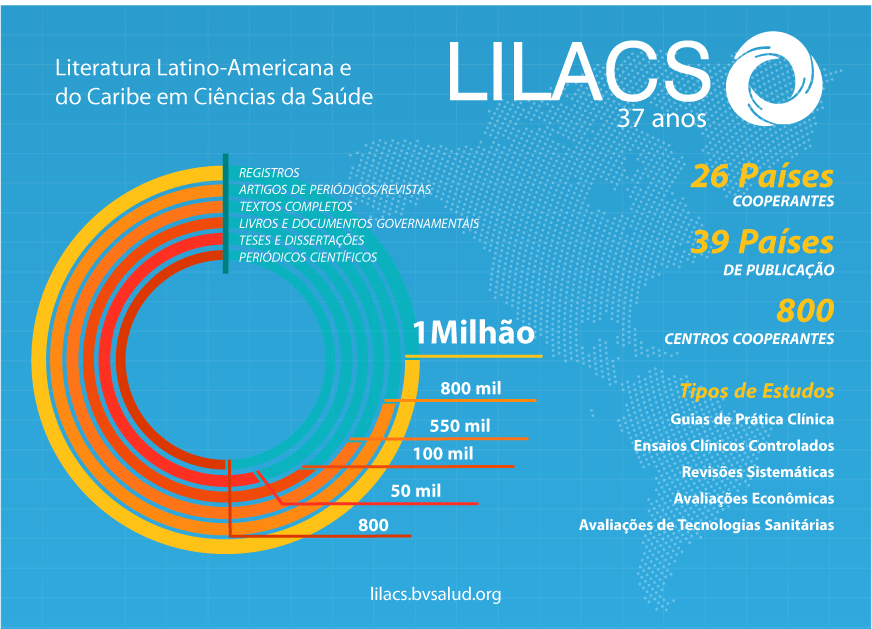 Literatura Latino-Americana e
do Caribe em Ciências da Saúde
LILACS
37 anos
REGISTROS
ARTIGOS DE PERIÓDICOS/REVISTAS
TEXTOS COMPLETOS
LIVROS E DOCUMENTOS GOVERNAMENTAIS
TESES E DISSERTAÇÕES
PERIÓDICOS CIENTÍFICOS
1Milhão
800 mil
550 mil
100 mil
50 mil
800
26 Países
COOPERANTES
39 Países
DE PUBLICAÇÃO
800
CENTROS COOPERANTES
Tipos de Estudos
Guias de Prática Clínica
Ensaios Clínicos Controlados
Revisões Sistemáticas
Avaliações Econômicas
Avaliações de Tecnologias Sanitárias
lilacs.bvsalud.org